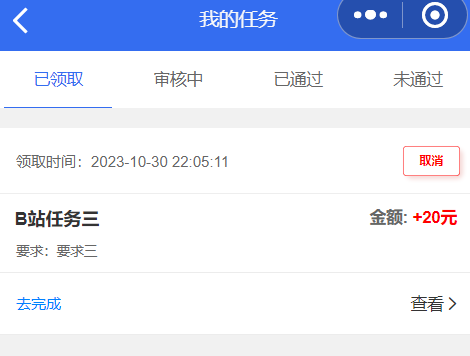 我的任务
已领取 审核中 已通过 未通过
领取时间：2023-10-30 22:05:11 取消
B站任务三 金额: +20元
要求：要求三
去完成 查看